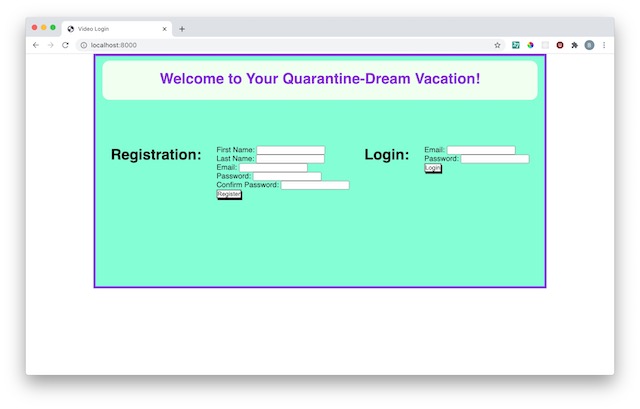 Video Login
localhost:8000
B
Welcome to Your Quarantine-Dream Vacation!
Registration:
First Name:
Last Name:
Email:
Password:
Confirm Password:
Register
Login:
Email:
Password:
Login